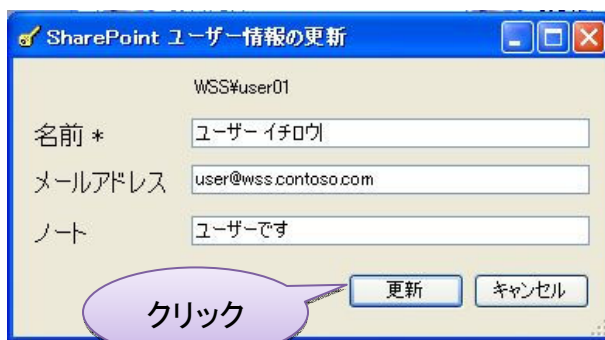 SharePoint ユーザー情報の更新
WSS¥user01
名前 * ユーザー イチロウ
メールアドレス user@wss.contoso.com
ノート ユーザーです
更新 キャンセル
クリック